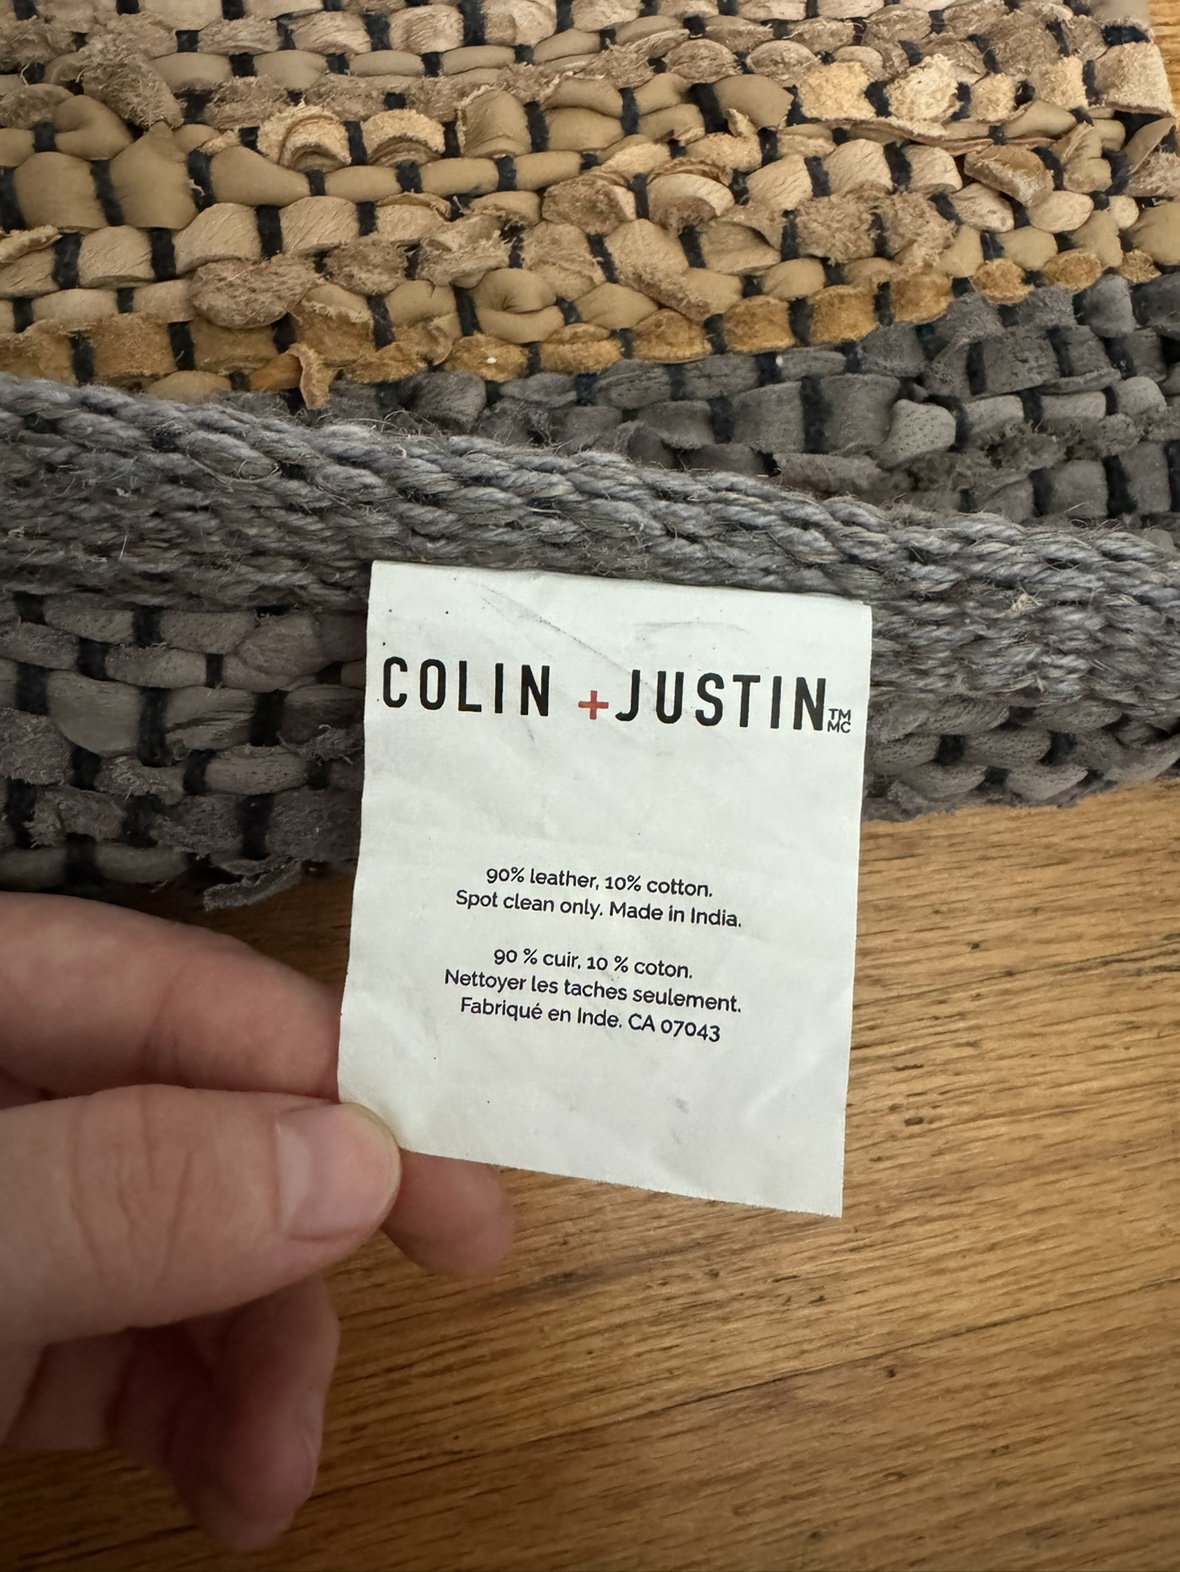 COLIN + JUSTIN TM MC
90% leather, 10% cotton.
Spot clean only. Made in India.
90 % cuir, 10 % coton.
Nettoyer les taches seulement.
Fabriqué en Inde. CA 07043